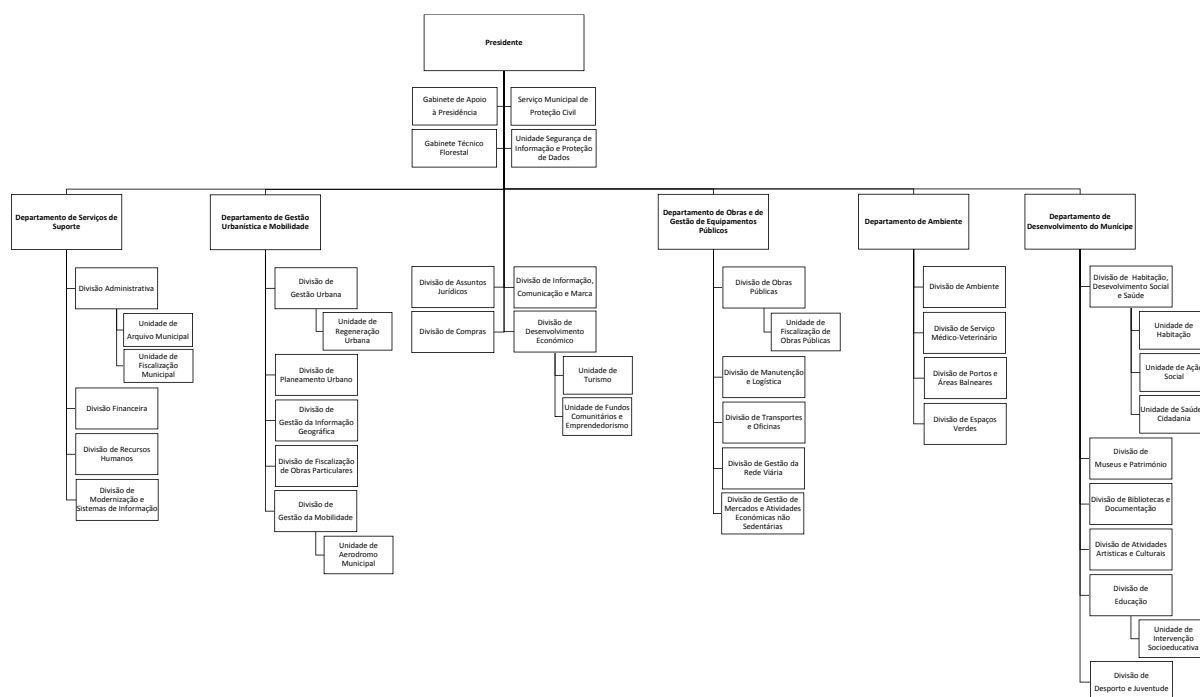 Presidente
Gabinete de Apoio
à Presidência
Serviço Municipal de
Proteção Civil
Gabinete Técnico
Florestal
Unidade Segurança de
Informação e Proteção
de Dados
Departamento de Serviços de
Suporte
Departamento de Gestão
Urbanística e Mobilidade
Departamento de Obras e de
Gestão de Equipamentos
Públicos
Departamento de Ambiente
Departamento de
Desenvolvimento do Munícipe
Divisão Administrativa
Unidade de
Arquivo Municipal
Unidade de
Fiscalização
Municipal
Divisão Financeira
Divisão de Recursos
Humanos
Divisão de
Modernização e
Sistemas de Informação
Divisão de
Gestão Urbana
Unidade de
Regeneração
Urbana
Divisão de
Planeamento Urbano
Divisão de
Gestão da Informação
Geográfica
Divisão de Fiscalização
de Obras Particulares
Divisão de
Gestão da Mobilidade
Unidade de
Aerodromo
Municipal
Divisão de Assuntos
Jurídicos
Divisão de Informação,
Comunicação e Marca
Divisão de Compras
Divisão de
Desenvolvimento
Económico
Unidade de
Turismo
Unidade de Fundos
Comunitários e
Emprendedorismo
Divisão de Obras
Públicas
Unidade de
Fiscalização de
Obras Públicas
Divisão de Manutenção
e Logística
Divisão de Transportes
e Oficinas
Divisão de Gestão da
Rede Viária
Divisão de Gestão de
Mercados e Atividades
Económicas não
Sedentárias
Divisão de Ambiente
Divisão de Serviço
Médico-Veterinário
Divisão de Portos e
Áreas Balneares
Divisão de Espaços
Verdes
Divisão de Habitação,
Desevolvimento Social
e Saúde
Unidade de
Habitação
Unidade de Ação
Social
Unidade de Saúde
Cidadania
Divisão de
Museus e Património
Divisão de Bibliotecas e
Documentação
Divisão de Atividades
Artísticas e Culturais
Divisão de
Educação
Unidade de
Intervenção
Socioeducativa
Divisão de
Desporto e Juventude